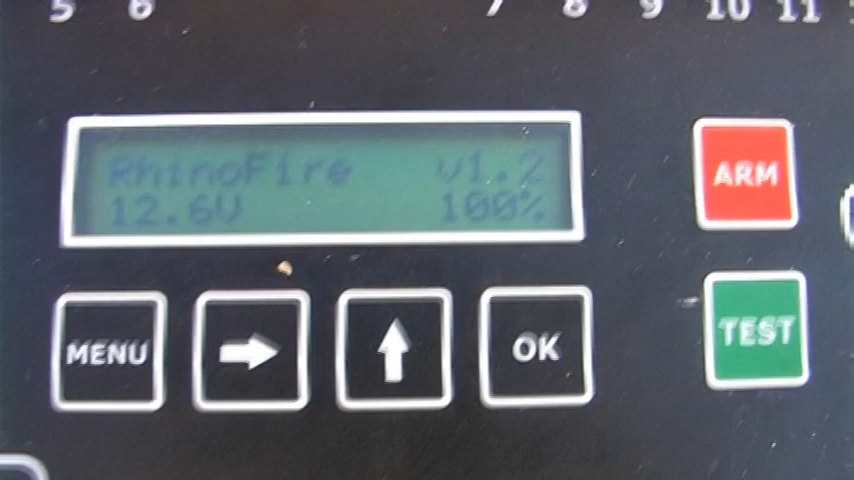 5 6 7 8 9 10 11
RhinoFire v1.2
12.6V 100%
ARM
MENU OK
TEST